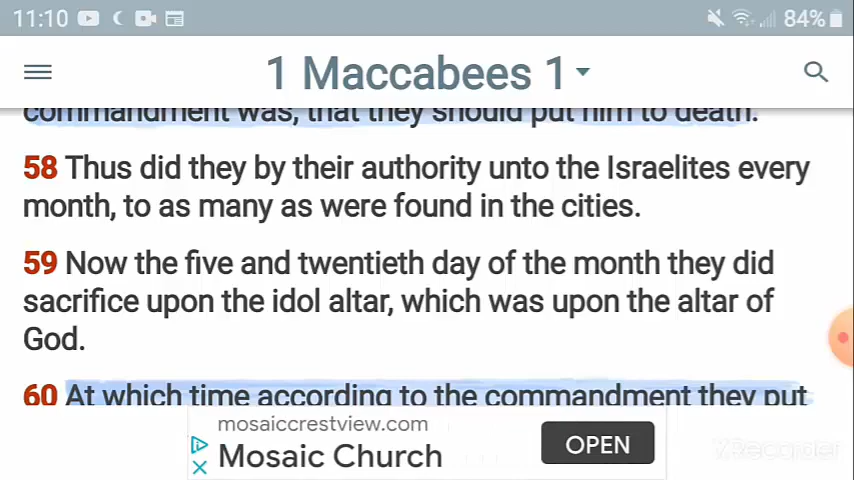 11:10 84%
1 Maccabees 1
commandment was, that they should put him to death.
58 Thus did they by their authority unto the Israelites every
month, to as many as were found in the cities.
59 Now the five and twentieth day of the month they did
sacrifice upon the idol altar, which was upon the altar of
God.
60 At which time according to the commandment they put
mosaiccrestview.com
Mosaic Church
OPEN
XRecorder